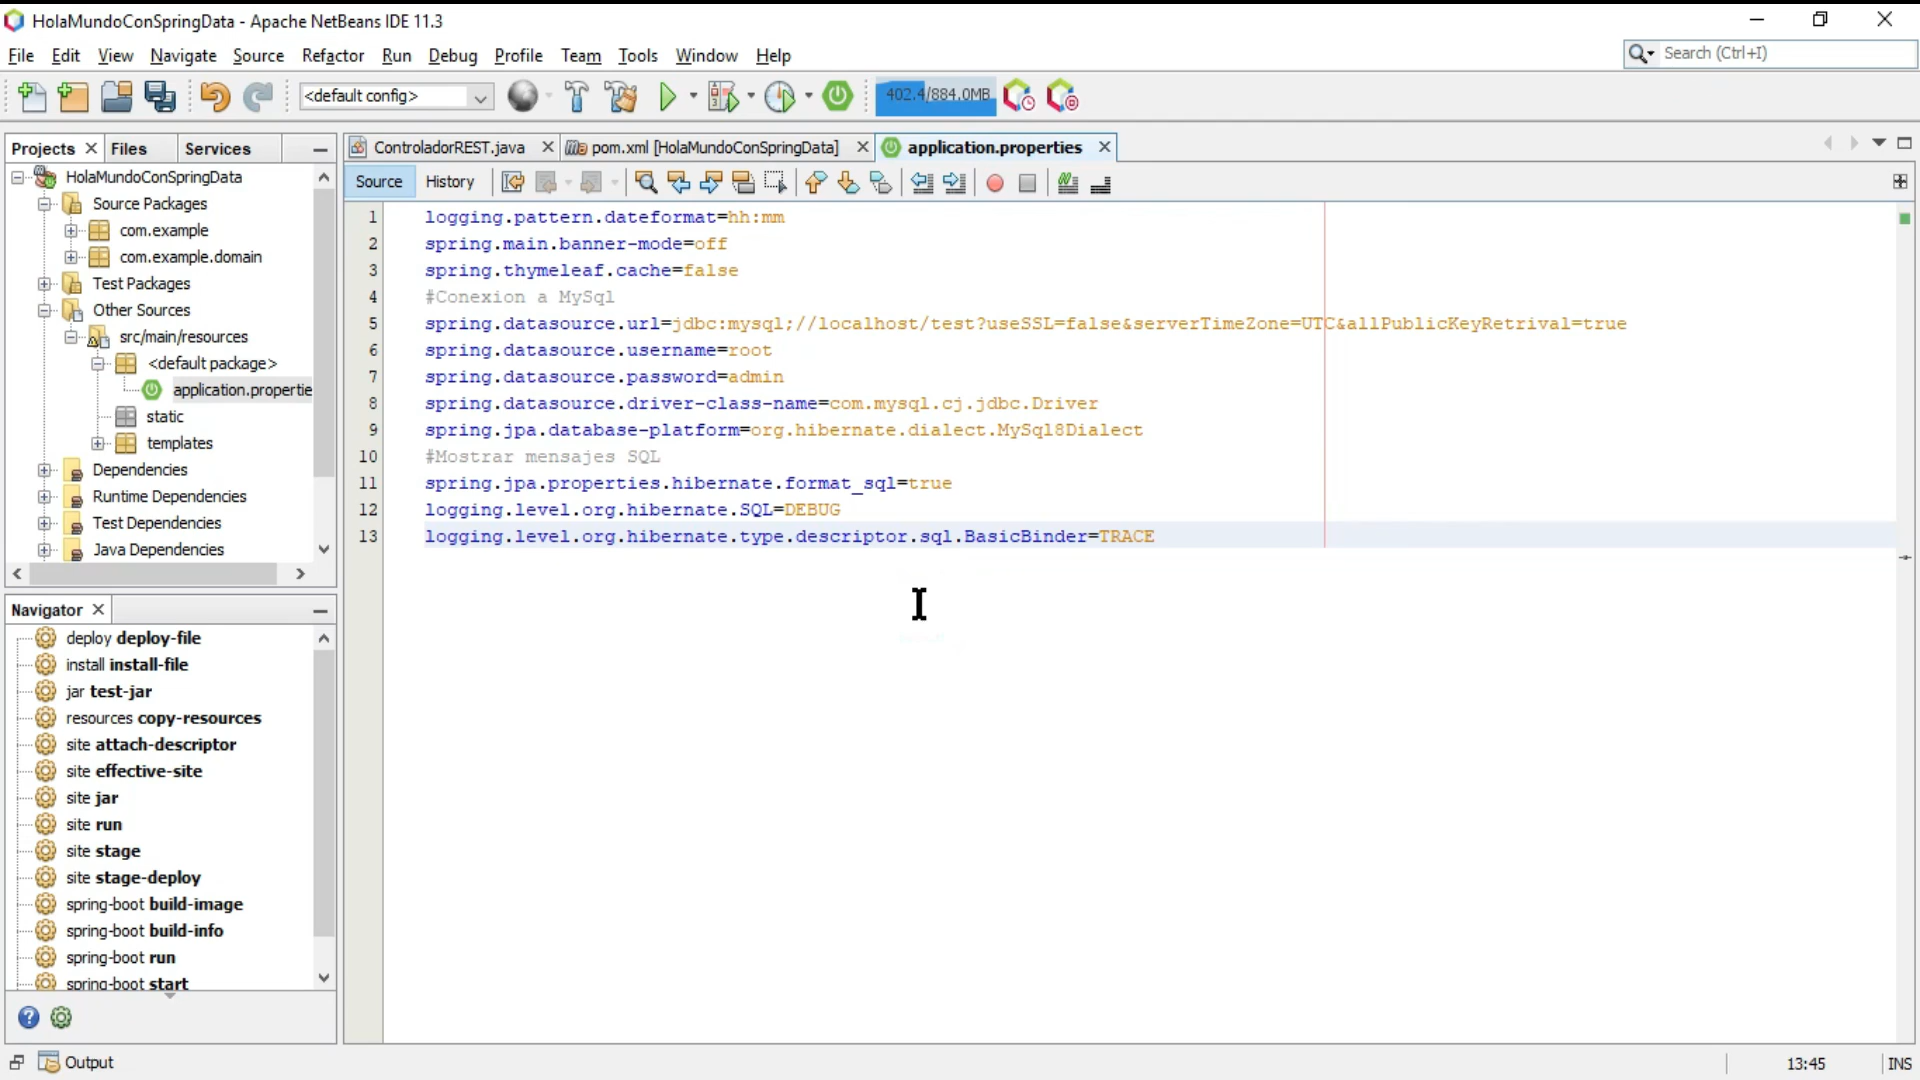 HolaMundoConSpringData - Apache NetBeans IDE 11.3
File Edit View Navigate Source Refactor Run Debug Profile Team Tools Window Help
Search (Ctrl+I)
<default config>
402.4/884.0MB
Projects Files Services
HolaMundoConSpringData
Source Packages
com.example
com.example.domain
Test Packages
Other Sources
src/main/resources
<default package>
application.propertie
static
templates
Dependencies
Runtime Dependencies
Test Dependencies
Java Dependencies
Navigator
deploy deploy-file
install install-file
jar test-jar
resources copy-resources
site attach-descriptor
site effective-site
site jar
site run
site stage
site stage-deploy
spring-boot build-image
spring-boot build-info
spring-boot run
spring-boot start
ControladorREST.java pom.xml [HolaMundoConSpringData] application.properties
Source History
1 logging.pattern.dateformat=hh:mm
2 spring.main.banner-mode=off
3 spring.thymeleaf.cache=false
4 #Conexion a MySql
5 spring.datasource.url=jdbc:mysql;//localhost/test?useSSL=false&serverTimeZone=UTC&allPublicKeyRetrival=true
6 spring.datasource.username=root
7 spring.datasource.password=admin
8 spring.datasource.driver-class-name=com.mysql.cj.jdbc.Driver
9 spring.jpa.database-platform=org.hibernate.dialect.MySql8Dialect
10 #Mostrar mensajes SQL
11 spring.jpa.properties.hibernate.format_sql=true
12 logging.level.org.hibernate.SQL=DEBUG
13 logging.level.org.hibernate.type.descriptor.sql.BasicBinder=TRACE
Output
13:45 INS